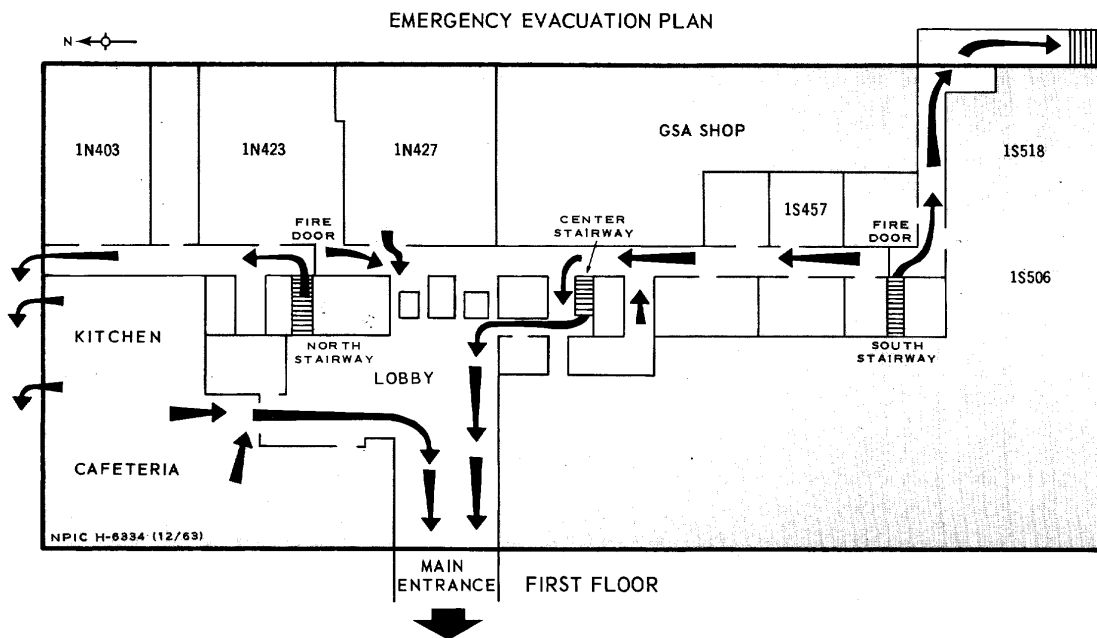 EMERGENCY EVACUATION PLAN
N
1N403
1N423
1N427
GSA SHOP
1S518
1S457
FIRE
DOOR
CENTER
STAIRWAY
FIRE
DOOR
1S506
KITCHEN
NORTH
STAIRWAY
LOBBY
SOUTH
STAIRWAY
CAFETERIA
NPIC H-6334 (12/63)
MAIN
ENTRANCE
FIRST FLOOR